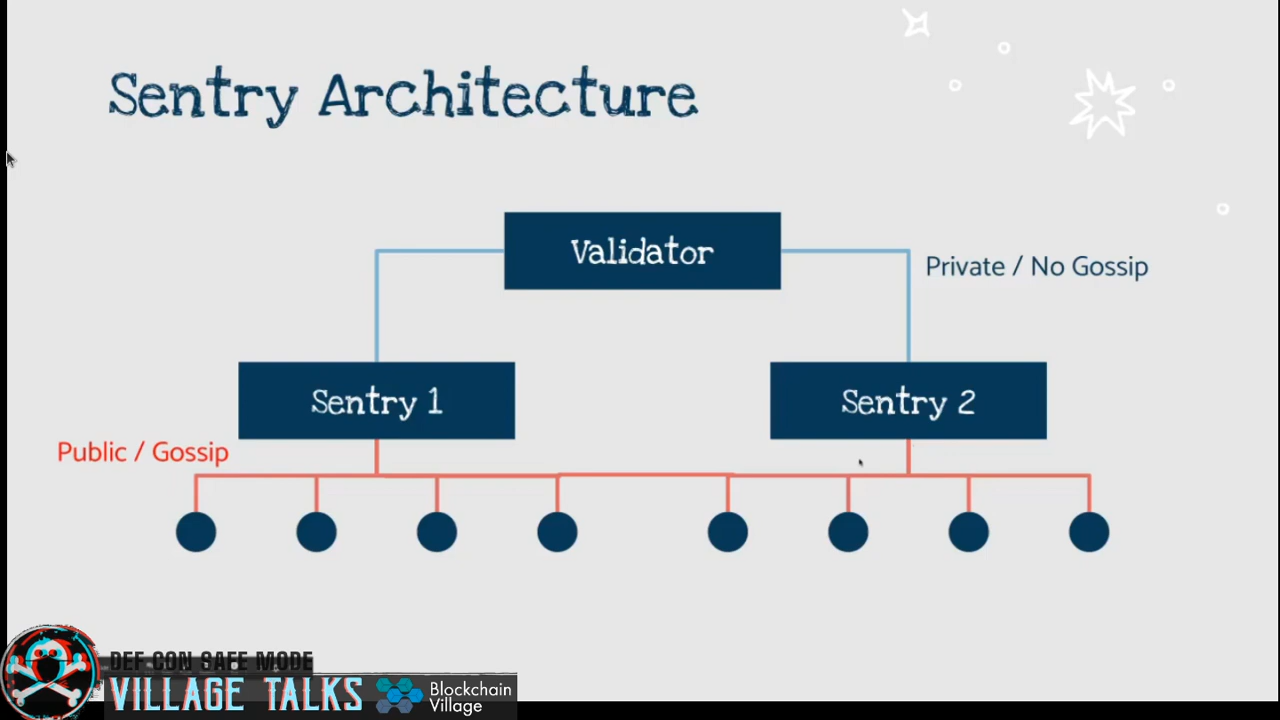 Sentry Architecture
Validator
Private / No Gossip
Sentry 1
Sentry 2
Public / Gossip
DEF CON SAFE MODE
VILLAGE TALKS
Blockchain
Village